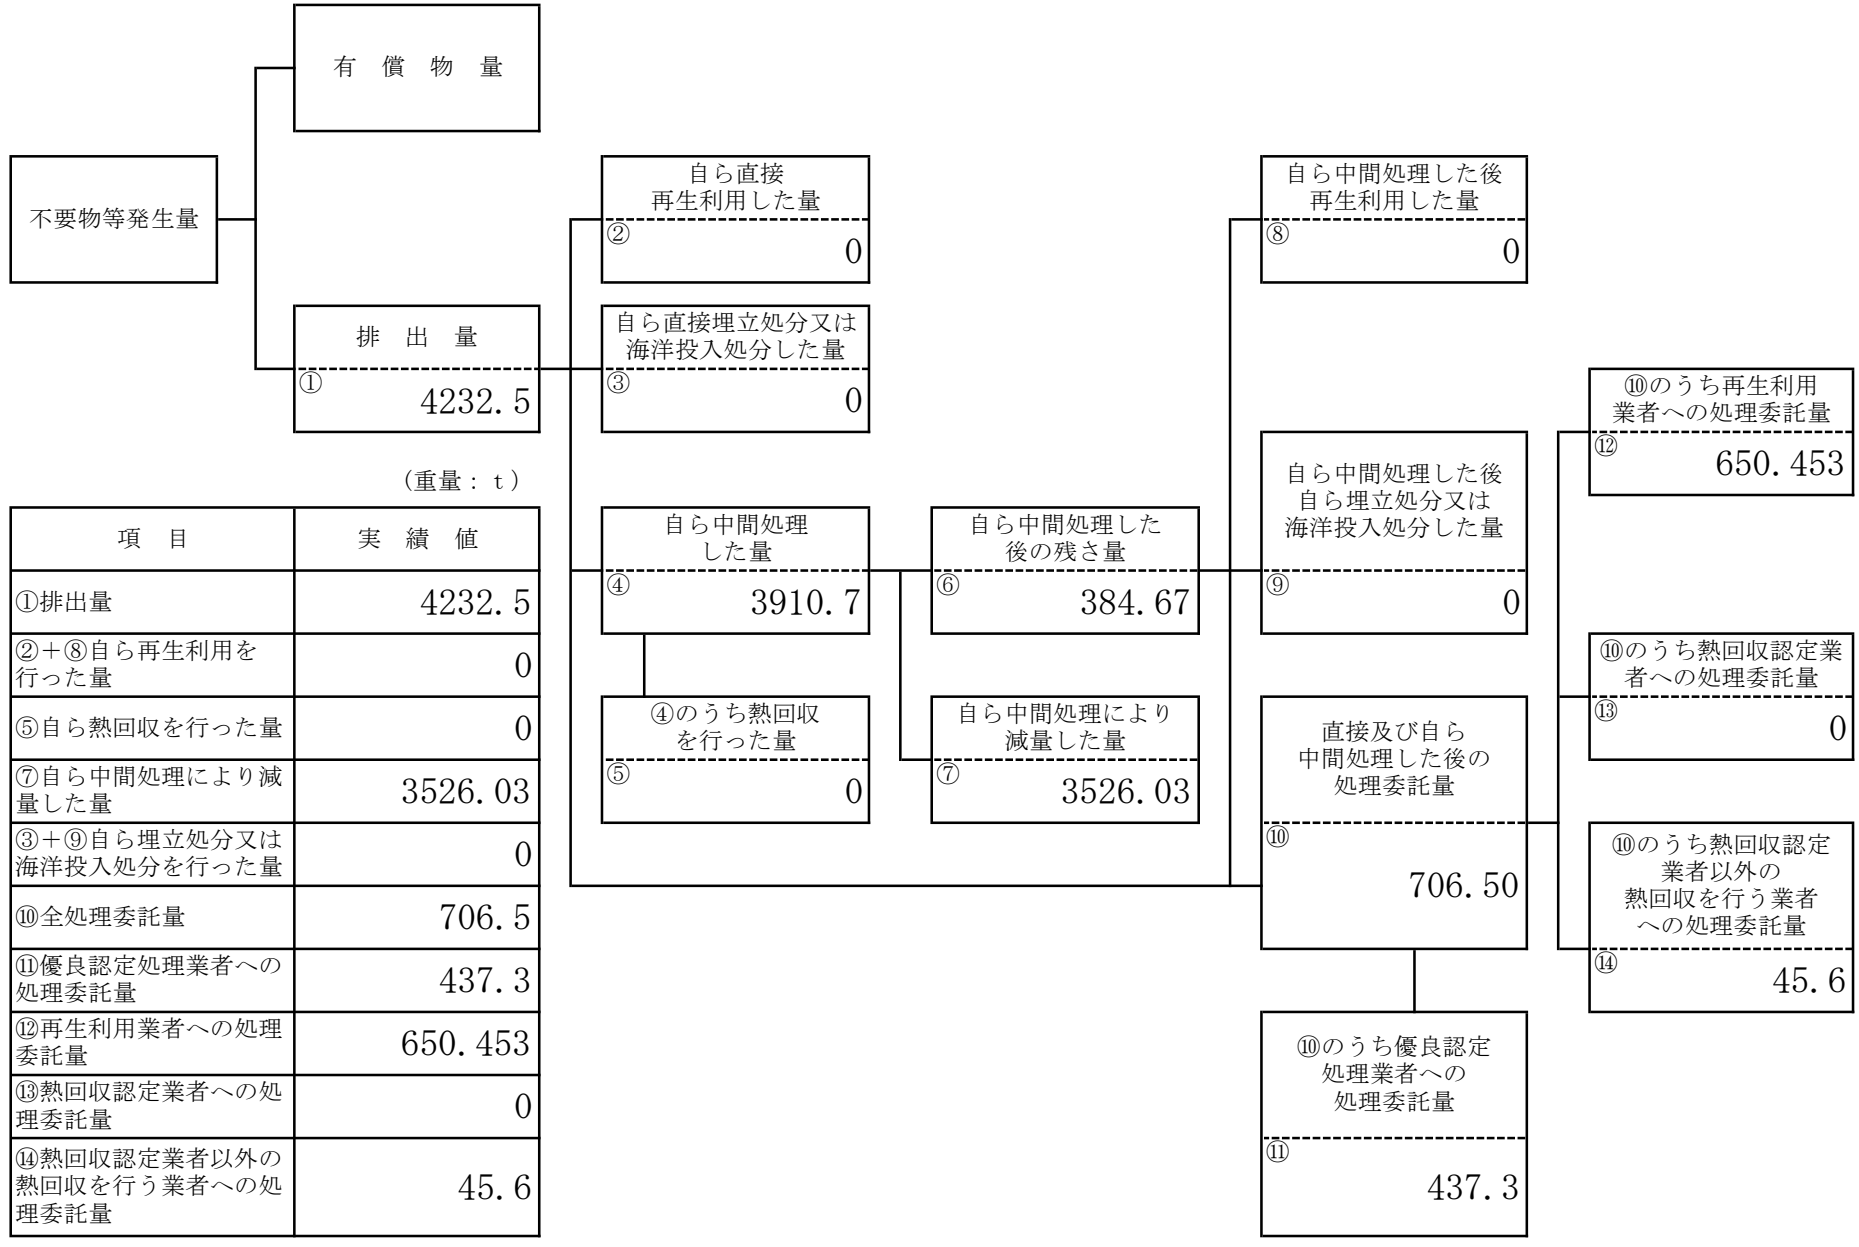 有　償　物　量
不要物等発生量
自ら直接
再生利用した量
②
0
自ら中間処理した後
再生利用した量
⑧
0
排　出　量
①
4232.5
自ら直接埋立処分又は
海洋投入処分した量
③
0
⑩のうち再生利用
業者への処理委託量
⑫
650.453
自ら中間処理した後
自ら埋立処分又は
海洋投入処分した量
⑨
0
自ら中間処理
した量
④
3910.7
自ら中間処理した
後の残さ量
⑥
384.67
⑩のうち熱回収認定業
者への処理委託量
⑬
0
④のうち熱回収
を行った量
⑤
0
自ら中間処理により
減量した量
⑦
3526.03
直接及び自ら
中間処理した後の
処理委託量
⑩
706.50
⑩のうち熱回収認定
業者以外の
熱回収を行う業者
への処理委託量
⑭
45.6
⑩のうち優良認定
処理業者への
処理委託量
⑪
437.3
（重量：ｔ）
項　目
実　績　値
①排出量
4232.5
②＋⑧自ら再生利用を
行った量
0
⑤自ら熱回収を行った量
0
⑦自ら中間処理により減
量した量
3526.03
③＋⑨自ら埋立処分又は
海洋投入処分を行った量
0
⑩全処理委託量
706.5
⑪優良認定処理業者への
処理委託量
437.3
⑫再生利用業者への処理
委託量
650.453
⑬熱回収認定業者への処
理委託量
0
⑭熱回収認定業者以外の
熱回収を行う業者への処
理委託量
45.6